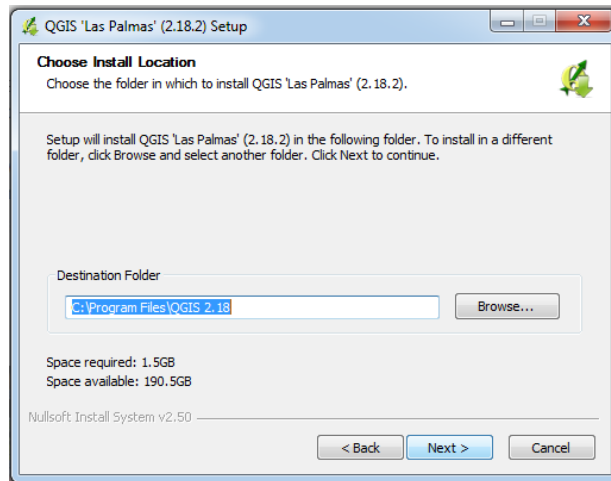 QGIS 'Las Palmas' (2.18.2) Setup
Choose Install Location
Choose the folder in which to install QGIS 'Las Palmas' (2.18.2).
Setup will install QGIS 'Las Palmas' (2.18.2) in the following folder. To install in a different
folder, click Browse and select another folder. Click Next to continue.
Destination Folder
C:\Program Files\QGIS 2.18
Browse...
Space required: 1.5GB
Space available: 190.5GB
Nullsoft Install System v2.50
< Back
Next >
Cancel